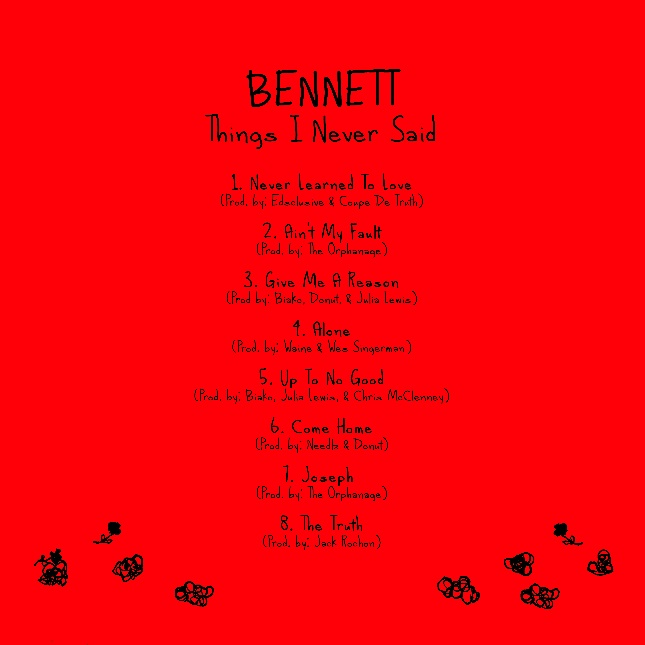 BENNETT
Things I Never Said
1. Never Learned To Love
(Prod. by: Edsclusive & Coupe De Truth)
2. Ain't My Fault
(Prod. by: The Orphanage)
3. Give Me A Reason
(Prod by: Biako, Donut, & Julia Lewis)
4. Alone
(Prod. by: Waine & Wes Singerman)
5. Up To No Good
(Prod. by: Biako, Julia Lewis, & Chris McClenney)
6. Come Home
(Prod. by: Needlz & Donut)
7. Joseph
(Prod. by: The Orphanage)
8. The Truth
(Prod. by: Jack Rochon)